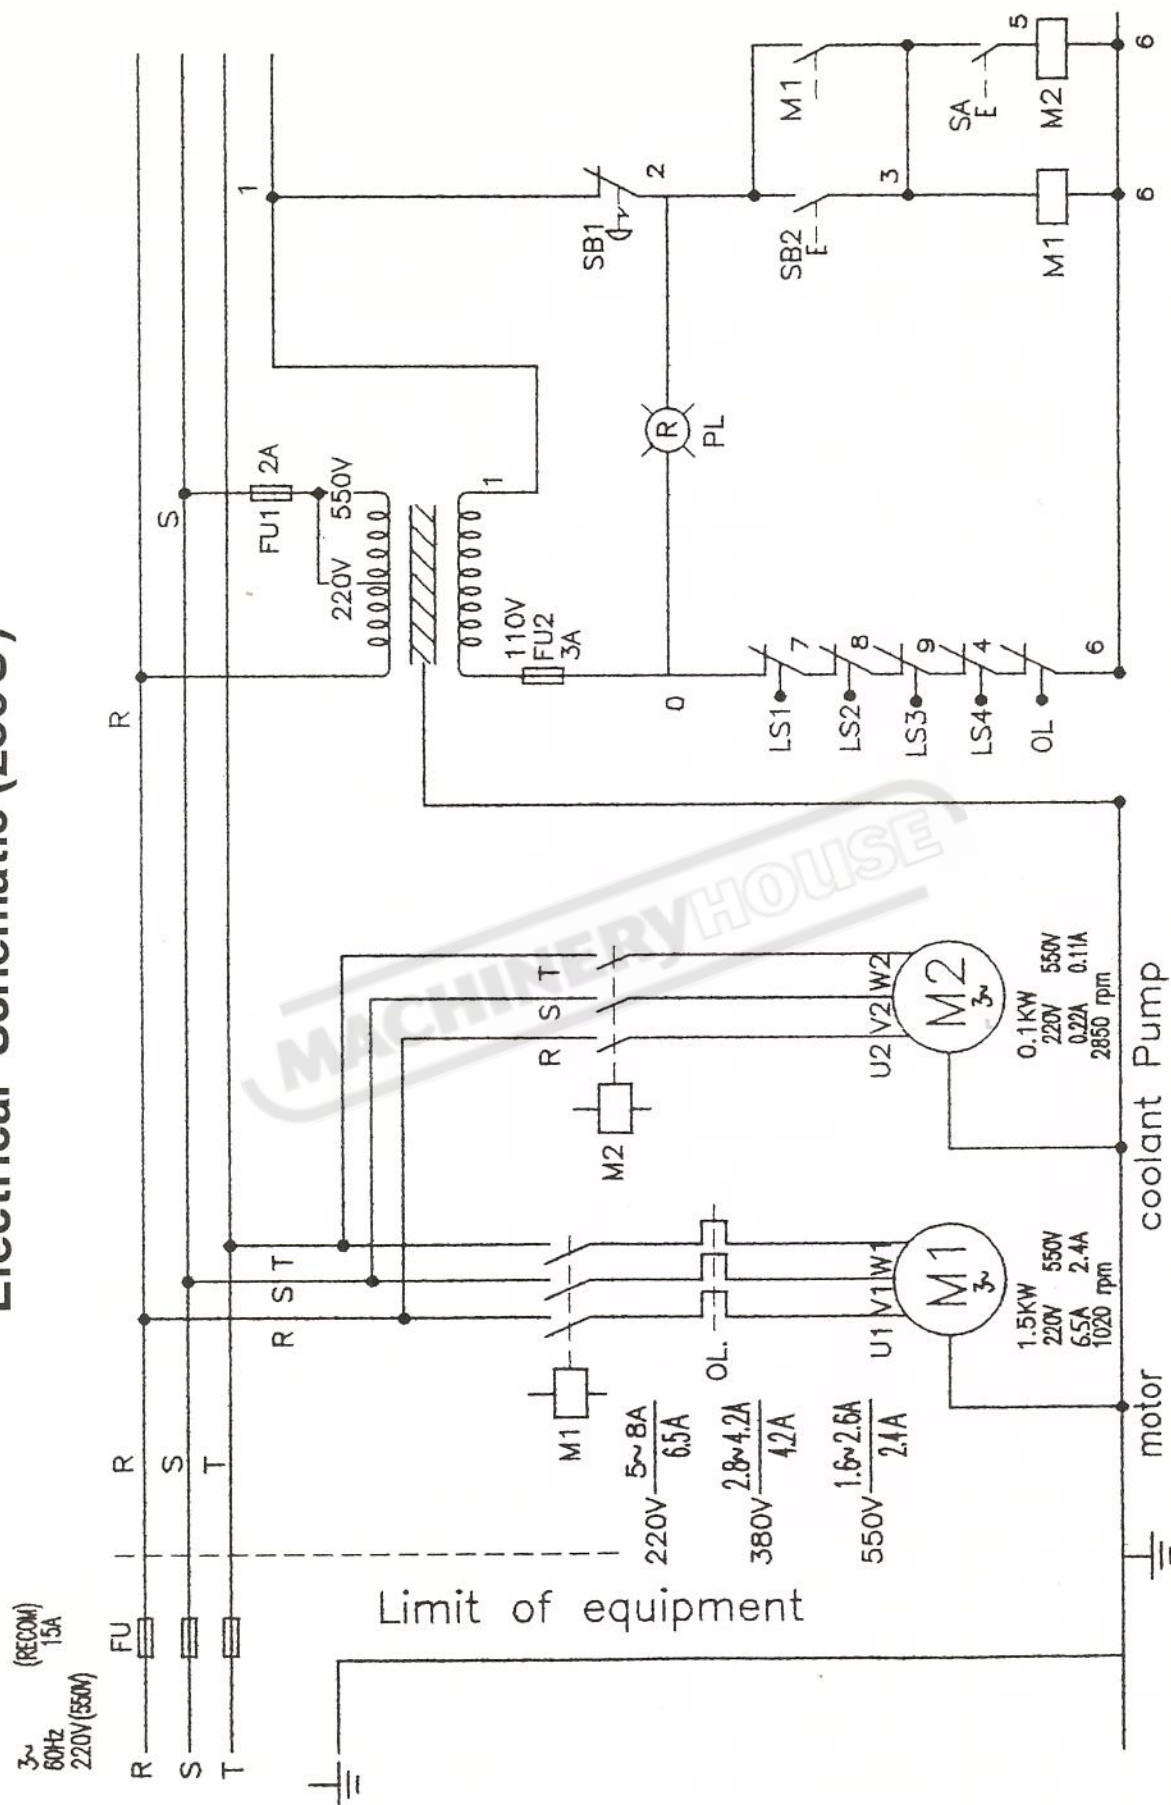 3~
60Hz
220V(550V)
(RECOM)
15A
FU
R
S
T
R
S
T
Limit of equipment
R
S
T
M1
220V 5~8A
6.5A
380V 2.8~4.2A
4.2A
550V 1.6~2.6A
2.4A
OL.
U1 V1 W1
M1
3~
1.5KW
220V 550V
6.5A 2.4A
1020 rpm
motor
R
S
T
M2
U2 V2 W2
M2
3~
0.1KW
220V 550V
0.22A 0.11A
2850 rpm
coolant Pump
MACHINERYHOUSE
R
S
FU1 2A
220V 550V
110V
FU2
3A
1
1
0
R
PL
SB1
2
LS1
7
LS2
8
LS3
9
LS4
4
OL
6
SB2
3
M1
6
M1
SA
5
M2
6